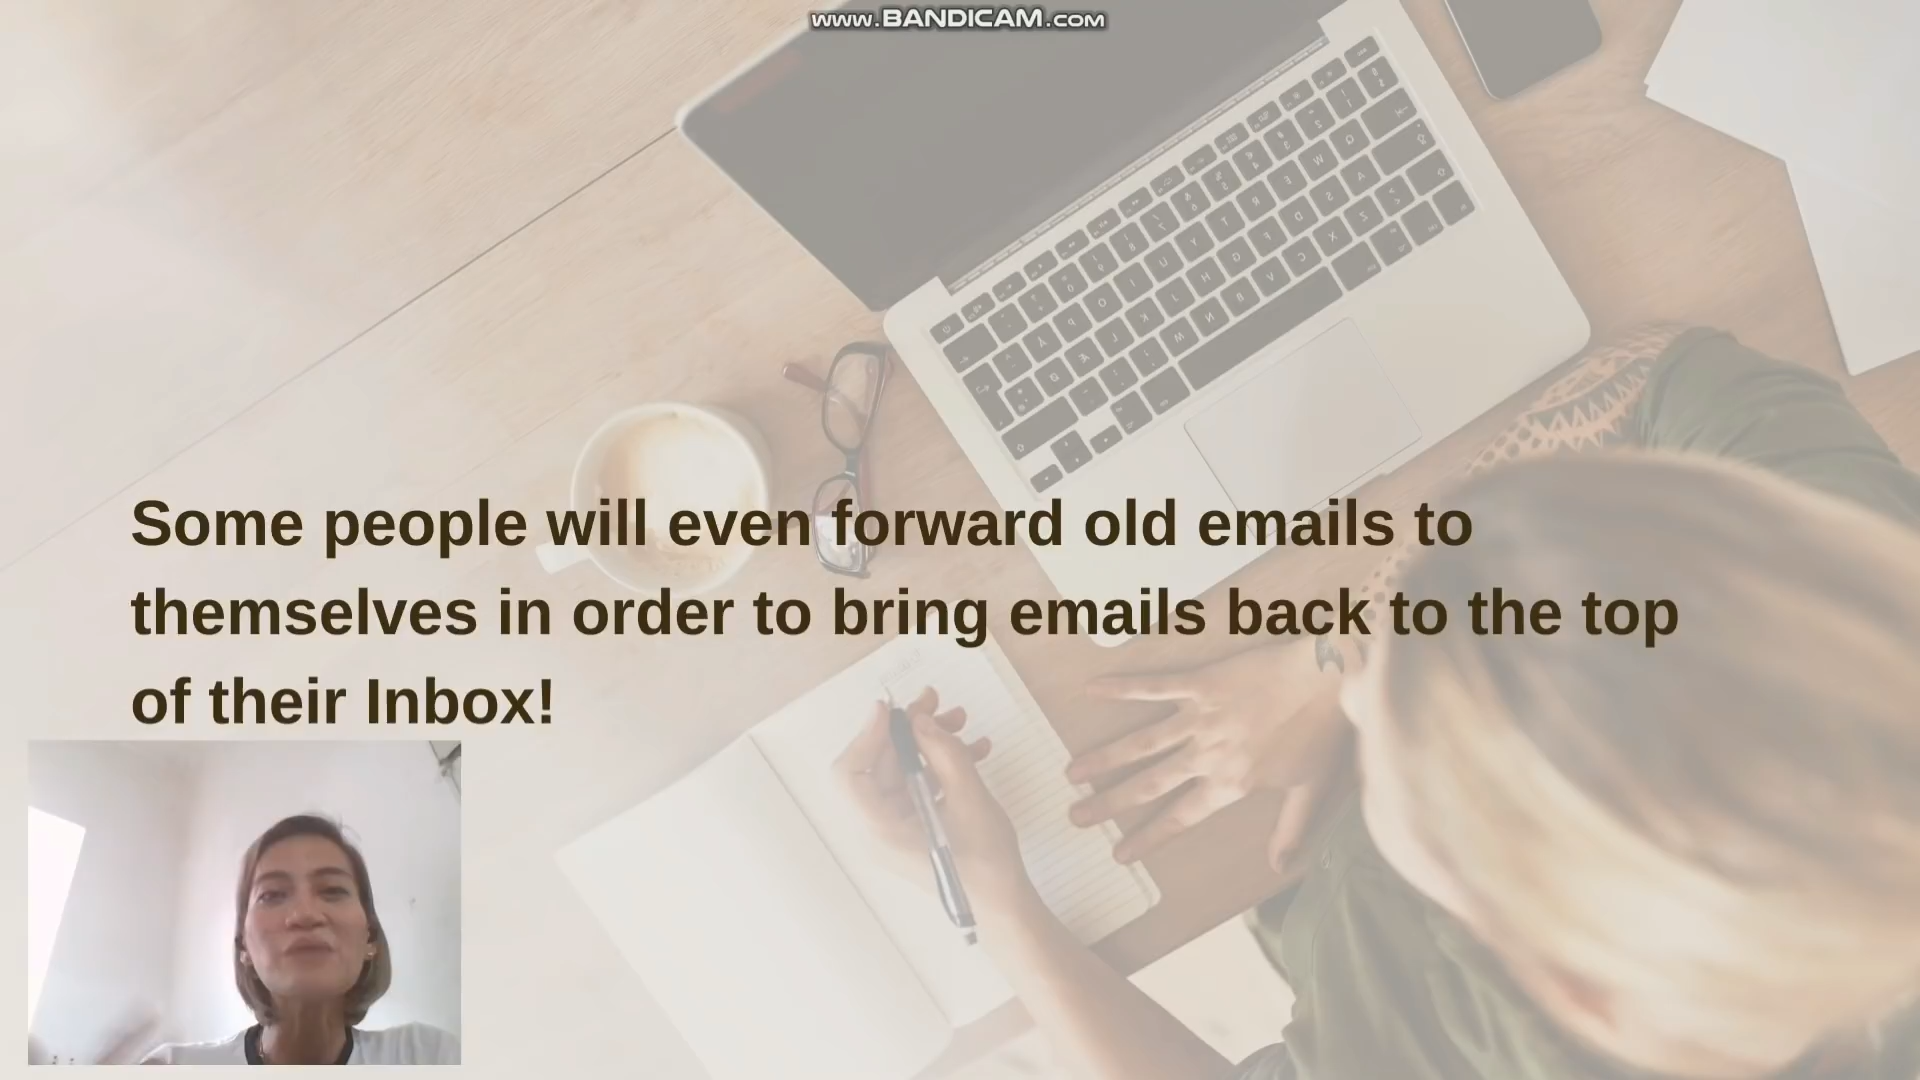 www.BANDICAM.com
Some people will even forward old emails to
themselves in order to bring emails back to the top
of their Inbox!